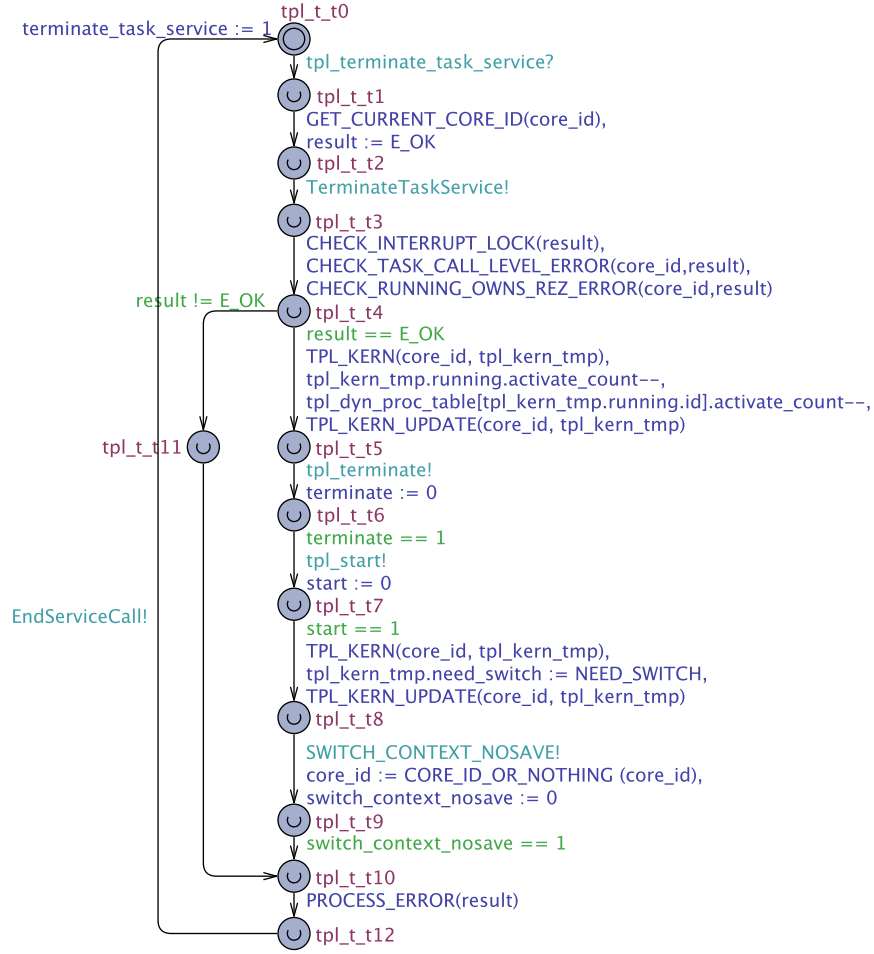 tpl_t_t0
terminate_task_service := 1
tpl_terminate_task_service?
tpl_t_t1
GET_CURRENT_CORE_ID(core_id),
result := E_OK
tpl_t_t2
TerminateTaskService!
tpl_t_t3
CHECK_INTERRUPT_LOCK(result),
CHECK_TASK_CALL_LEVEL_ERROR(core_id,result),
CHECK_RUNNING_OWNS_REZ_ERROR(core_id,result)
result != E_OK
tpl_t_t4
result == E_OK
TPL_KERN(core_id, tpl_kern_tmp),
tpl_kern_tmp.running.activate_count--,
tpl_dyn_proc_table[tpl_kern_tmp.running.id].activate_count--,
TPL_KERN_UPDATE(core_id, tpl_kern_tmp)
tpl_t_t11
tpl_t_t5
tpl_terminate!
terminate := 0
tpl_t_t6
terminate == 1
tpl_start!
start := 0
tpl_t_t7
EndServiceCall!
start == 1
TPL_KERN(core_id, tpl_kern_tmp),
tpl_kern_tmp.need_switch := NEED_SWITCH,
TPL_KERN_UPDATE(core_id, tpl_kern_tmp)
tpl_t_t8
SWITCH_CONTEXT_NOSAVE!
core_id := CORE_ID_OR_NOTHING (core_id),
switch_context_nosave := 0
tpl_t_t9
switch_context_nosave == 1
tpl_t_t10
PROCESS_ERROR(result)
tpl_t_t12